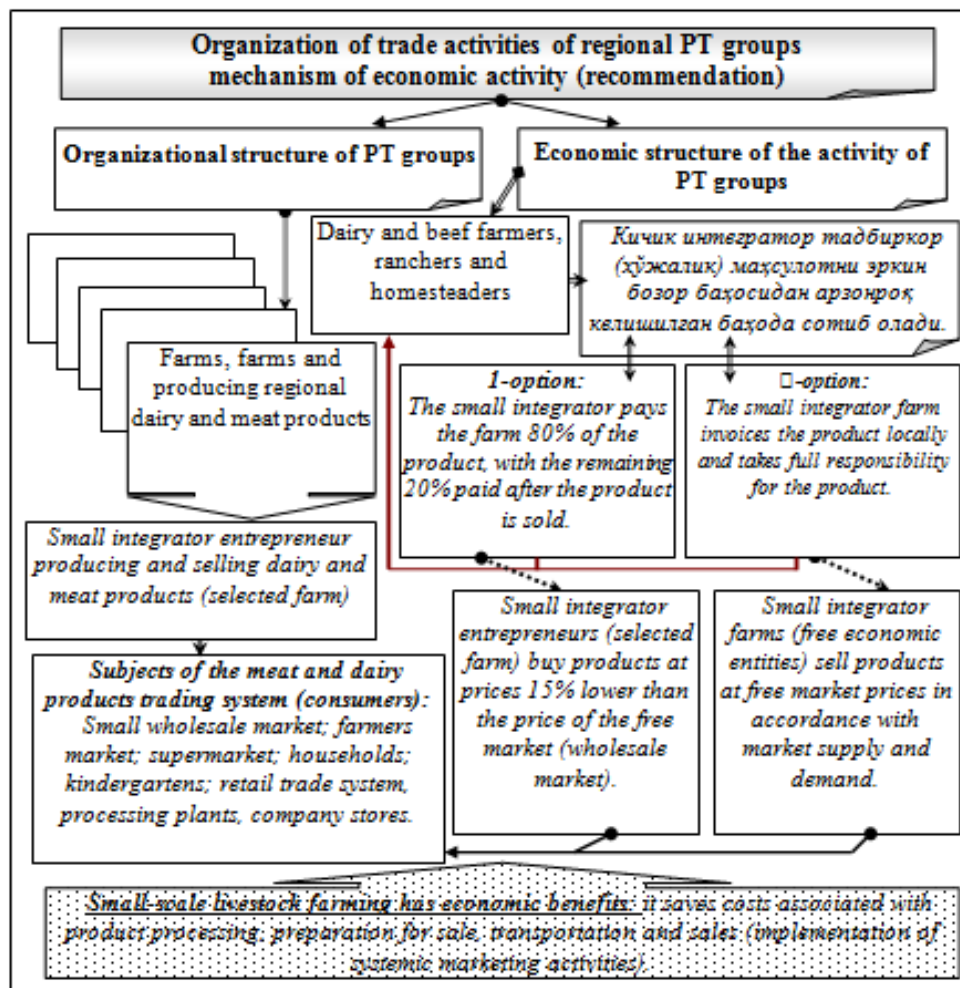 Organization of trade activities of regional PT groups
mechanism of economic activity (recommendation)
Organizational structure of PT groups
Economic structure of the activity of
PT groups
Dairy and beef farmers,
ranchers and
homesteaders
Кичик интегратор тадбиркор
(хўжалик) маҳсулотни эркин
бозор баҳосидан арзонроқ
келишилган баҳода сотиб олади.
Farms, farms and
producing regional
dairy and meat products
1-option:
The small integrator pays
the farm 80% of the
product, with the remaining
20% paid after the product
is sold.
□-option:
The small integrator farm
invoices the product locally
and takes full responsibility
for the product.
Small integrator entrepreneur
producing and selling dairy and
meat products (selected farm)
Small integrator
entrepreneurs (selected
farm) buy products at
prices 15% lower than
the price of the free
market (wholesale
market).
Small integrator
farms (free economic
entities) sell products
at free market prices in
accordance with
market supply and
demand.
Subjects of the meat and dairy
products trading system (consumers):
Small wholesale market; farmers
market; supermarket; households;
kindergartens; retail trade system,
processing plants, company stores.
Small-scale livestock farming has economic benefits: it saves costs associated with
product processing, preparation for sale, transportation and sales (implementation of
systemic marketing activities).